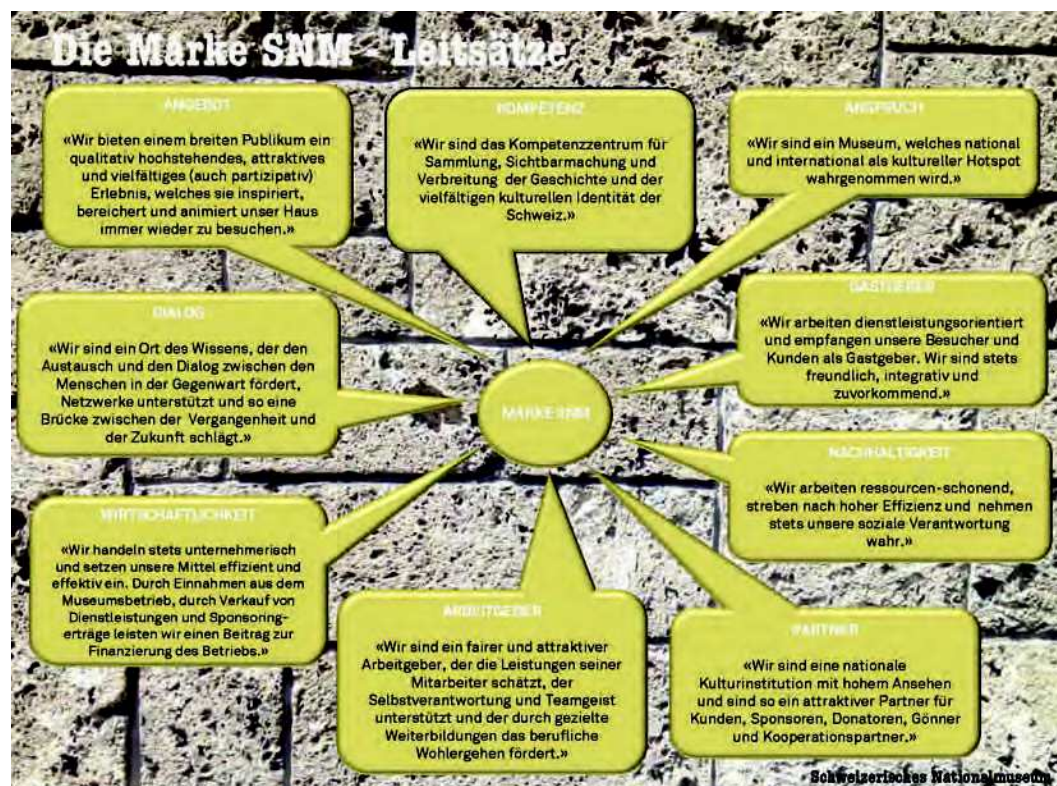 Die Marke SNM - Leitsätze
ANGEBOT
«Wir bieten einem breiten Publikum ein
qualitativ hochstehendes, attraktives
und vielfältiges (auch partizipativ)
Erlebnis, welches sie inspiriert,
bereichert und animiert unser Haus
immer wieder zu besuchen.»
KOMPETENZ
«Wir sind das Kompetenzzentrum für
Sammlung, Sichtbarmachung und
Verbreitung der Geschichte und der
vielfältigen kulturellen Identität der
Schweiz.»
ANSPRUCH
«Wir sind ein Museum, welches national
und international als kultureller Hotspot
wahrgenommen wird.»
DIALOG
«Wir sind ein Ort des Wissens, der den
Austausch und den Dialog zwischen den
Menschen in der Gegenwart fördert,
Netzwerke unterstützt und so eine
Brücke zwischen der Vergangenheit und
der Zukunft schlägt.»
MARKE SNM
GASTGEBER
«Wir arbeiten dienstleistungsorientiert
und empfangen unsere Besucher und
Kunden als Gastgeber. Wir sind stets
freundlich, integrativ und
zuvorkommend.»
NACHHALTIGKEIT
«Wir arbeiten ressourcen-schonend,
streben nach hoher Effizienz und nehmen
stets unsere soziale Verantwortung
wahr.»
WIRTSCHAFTLICHKEIT
«Wir handeln stets unternehmerisch
und setzen unsere Mittel effizient und
effektiv ein. Durch Einnahmen aus dem
Museumsbetrieb, durch Verkauf von
Dienstleistungen und Sponsoring-
erträge leisten wir einen Beitrag zur
Finanzierung des Betriebs.»
ARBEITGEBER
«Wir sind ein fairer und attraktiver
Arbeitgeber, der die Leistungen seiner
Mitarbeiter schätzt, der
Selbstverantwortung und Teamgeist
unterstützt und der durch gezielte
Weiterbildungen das berufliche
Wohlergehen fördert.»
PARTNER
«Wir sind eine nationale
Kulturinstitution mit hohem Ansehen
und sind so ein attraktiver Partner für
Kunden, Sponsoren, Donatoren, Gönner
und Kooperationspartner.»
Schweizerisches Nationalmuseum